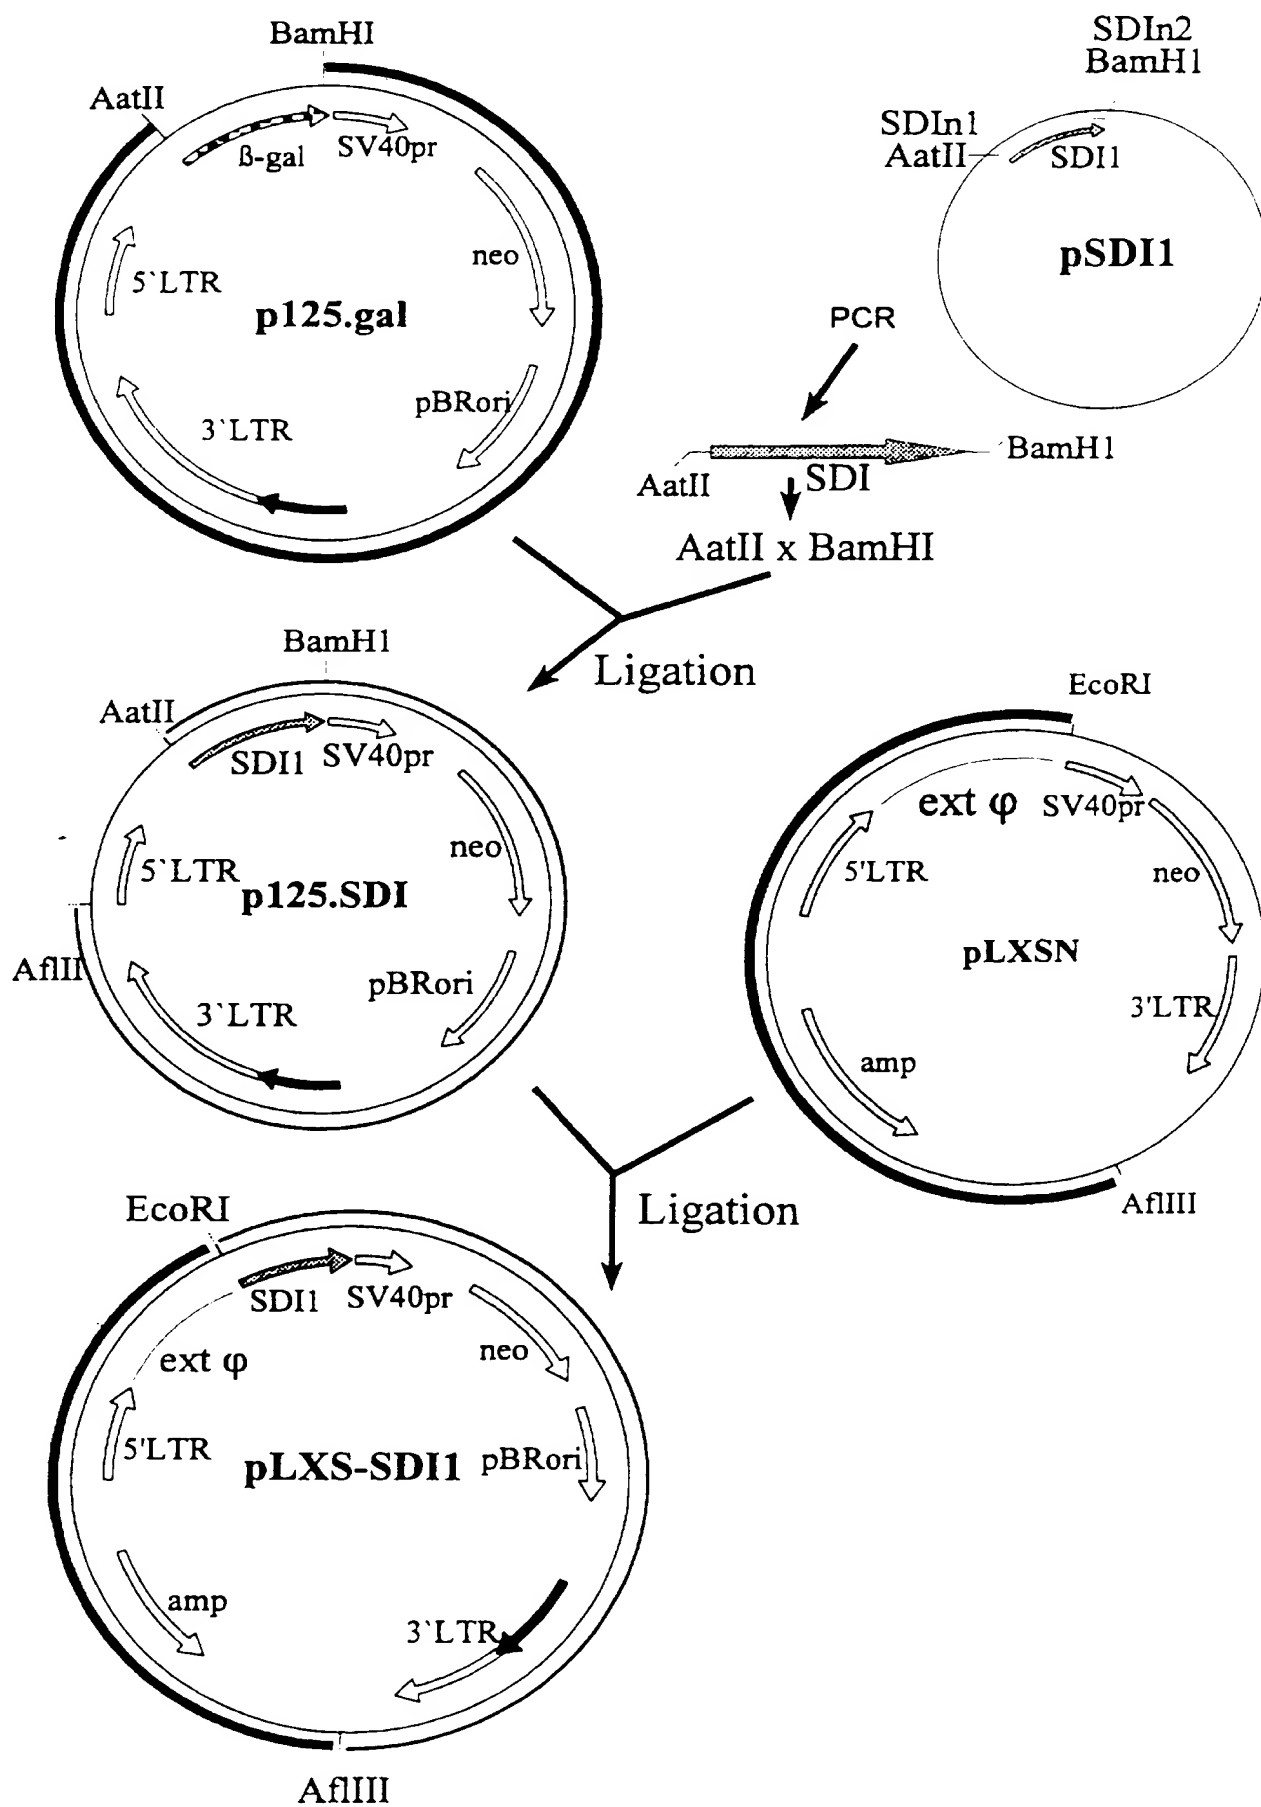 BamHI
AatII
ß-gal
SV40pr
neo
5`LTR
p125.gal
pBRori
3`LTR
SDIn2
BamH1
SDIn1
AatII
SDI1
pSDI1
PCR
AatII
SDI
BamH1
AatII x BamHI
Ligation
BamH1
AatII
SDI1
SV40pr
neo
5`LTR
p125.SDI
AflII
pBRori
3`LTR
EcoRI
ext φ
SV40pr
5'LTR
neo
pLXSN
3'LTR
amp
AflIII
Ligation
EcoRI
SDI1
SV40pr
ext φ
neo
5'LTR
pLXS-SDI1
pBRori
amp
3`LTR
AflIII